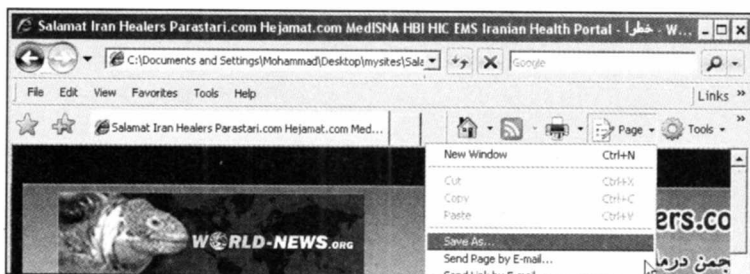 Salamat Iran Healers Parastari.com Hejamat.com MedISNA HBI HIC EMS Iranian Health Portal - خطرا - W...
C:\Documents and Settings\Mohammad\Desktop\mysites\Sala
Google
File Edit View Favorites Tools Help
Links »
Salamat Iran Healers Parastari.com Hejamat.com Med...
Page
Tools
»
New Window Ctrl+N
Cut Ctrl+X
Copy Ctrl+C
Paste Ctrl+V
Save As...
Send Page by E-mail...
WORLD-NEWS.ORG
ers.co
جمن درما